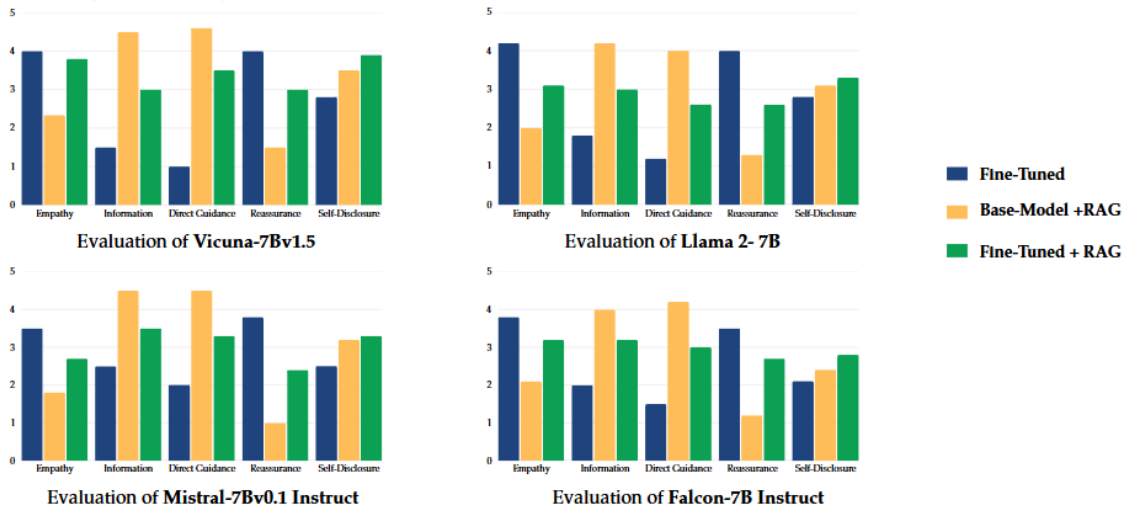 5
4
3
2
1
0
Empathy Information Direct Guidance Reassurance Self-Disclosure
Evaluation of Vicuna-7Bv1.5
5
4
3
2
1
0
Empathy Information Direct Guidance Reassurance Self-Disclosure
Evaluation of Llama 2- 7B
Fine-Tuned
Base-Model +RAG
Fine-Tuned + RAG
5
4
3
2
1
0
Empathy Information Direct Guidance Reassurance Self-Disclosure
Evaluation of Mistral-7Bv0.1 Instruct
5
4
3
2
1
0
Empathy Information Direct Guidance Reassurance Self-Disclosure
Evaluation of Falcon-7B Instruct